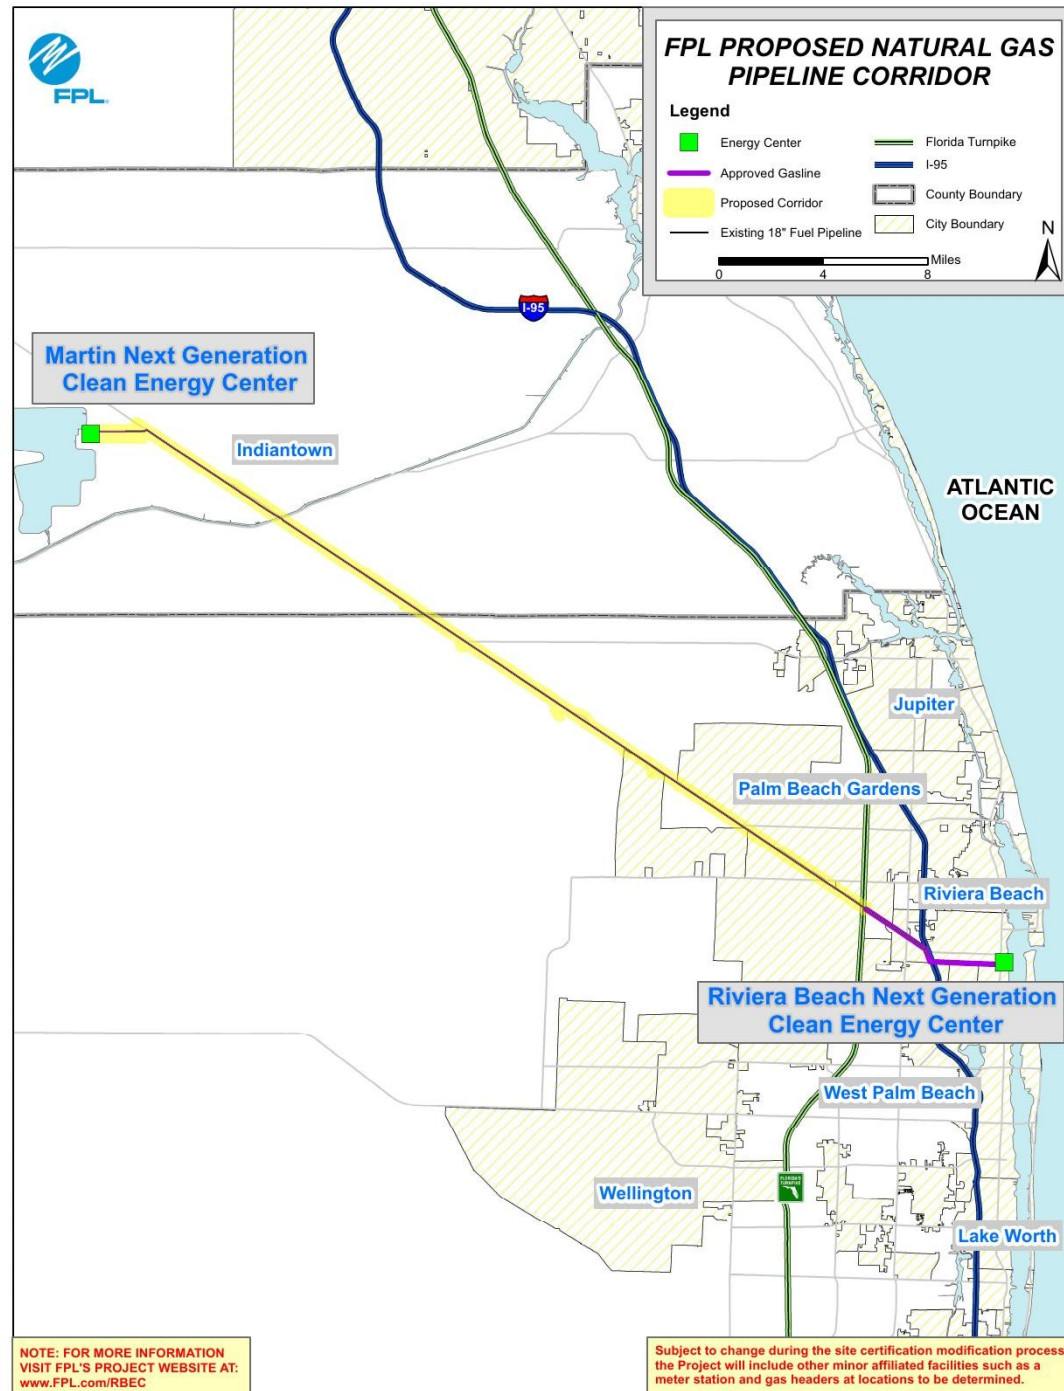 FPL®
FPL PROPOSED NATURAL GAS
PIPELINE CORRIDOR
Legend
Energy Center
Approved Gasline
Proposed Corridor
Existing 18" Fuel Pipeline
Florida Turnpike
I-95
County Boundary
City Boundary
N
Miles
0 4 8
I-95
Martin Next Generation
Clean Energy Center
Indiantown
ATLANTIC
OCEAN
Jupiter
Palm Beach Gardens
Riviera Beach
Riviera Beach Next Generation
Clean Energy Center
West Palm Beach
FLORIDA'S
TURNPIKE
Wellington
Lake Worth
NOTE: FOR MORE INFORMATION
VISIT FPL'S PROJECT WEBSITE AT:
www.FPL.com/RBEC
Subject to change during the site certification modification process
the Project will include other minor affiliated facilities such as a
meter station and gas headers at locations to be determined.